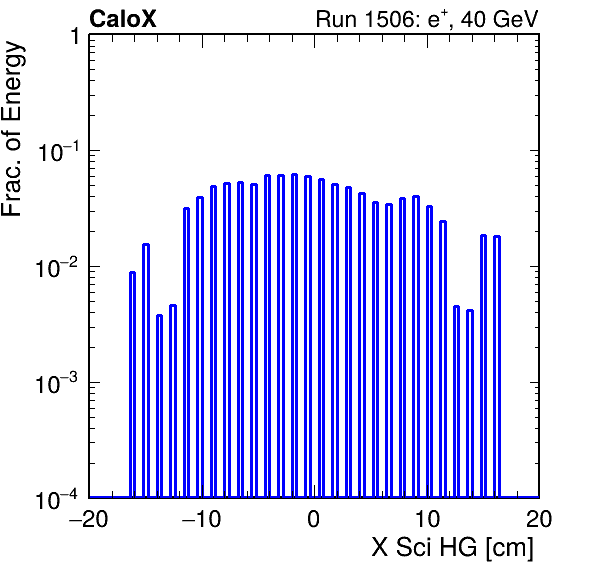 CaloX Run 1506: e⁺, 40 GeV
Frac. of Energy
1
10⁻¹
10⁻²
10⁻³
10⁻⁴
−20 −10 0 10 20
X Sci HG [cm]